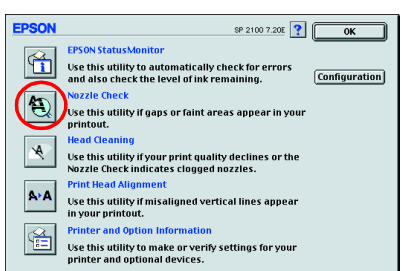 EPSON
SP 2100 7.20E
?
OK
EPSON StatusMonitor
Use this utility to automatically check for errors
and also check the level of ink remaining.
Configuration
Nozzle Check
Use this utility if gaps or faint areas appear in your
printout.
Head Cleaning
Use this utility if your print quality declines or the
Nozzle Check indicates clogged nozzles.
Print Head Alignment
Use this utility if misaligned vertical lines appear
in your printout.
Printer and Option Information
Use this utility to make or verify settings for your
printer and optional devices.